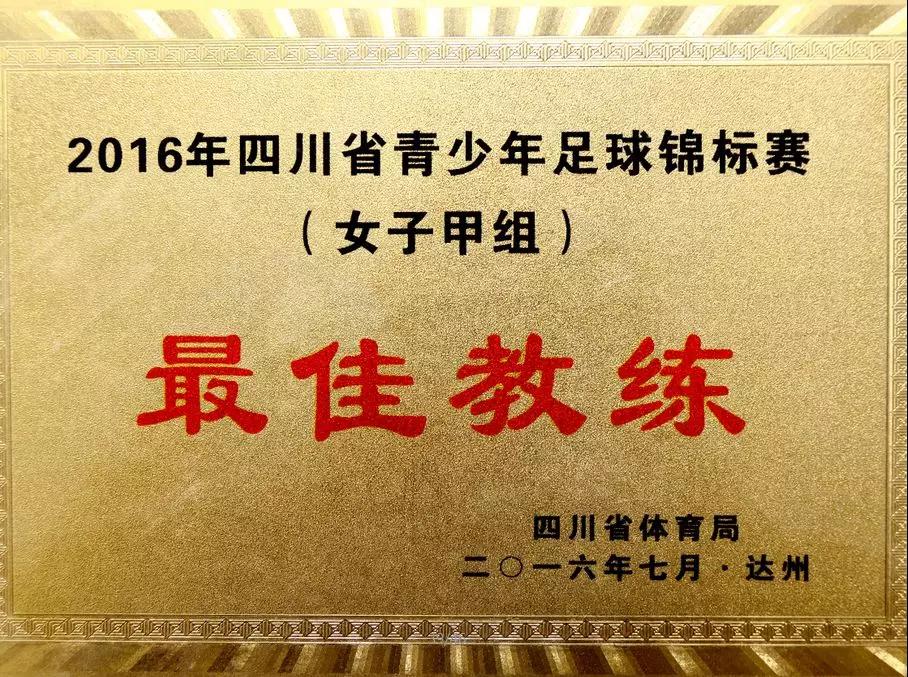 2016年四川省青少年足球锦标赛
（女子甲组）
最佳教练
四川省体育局
二〇一六年七月·达州